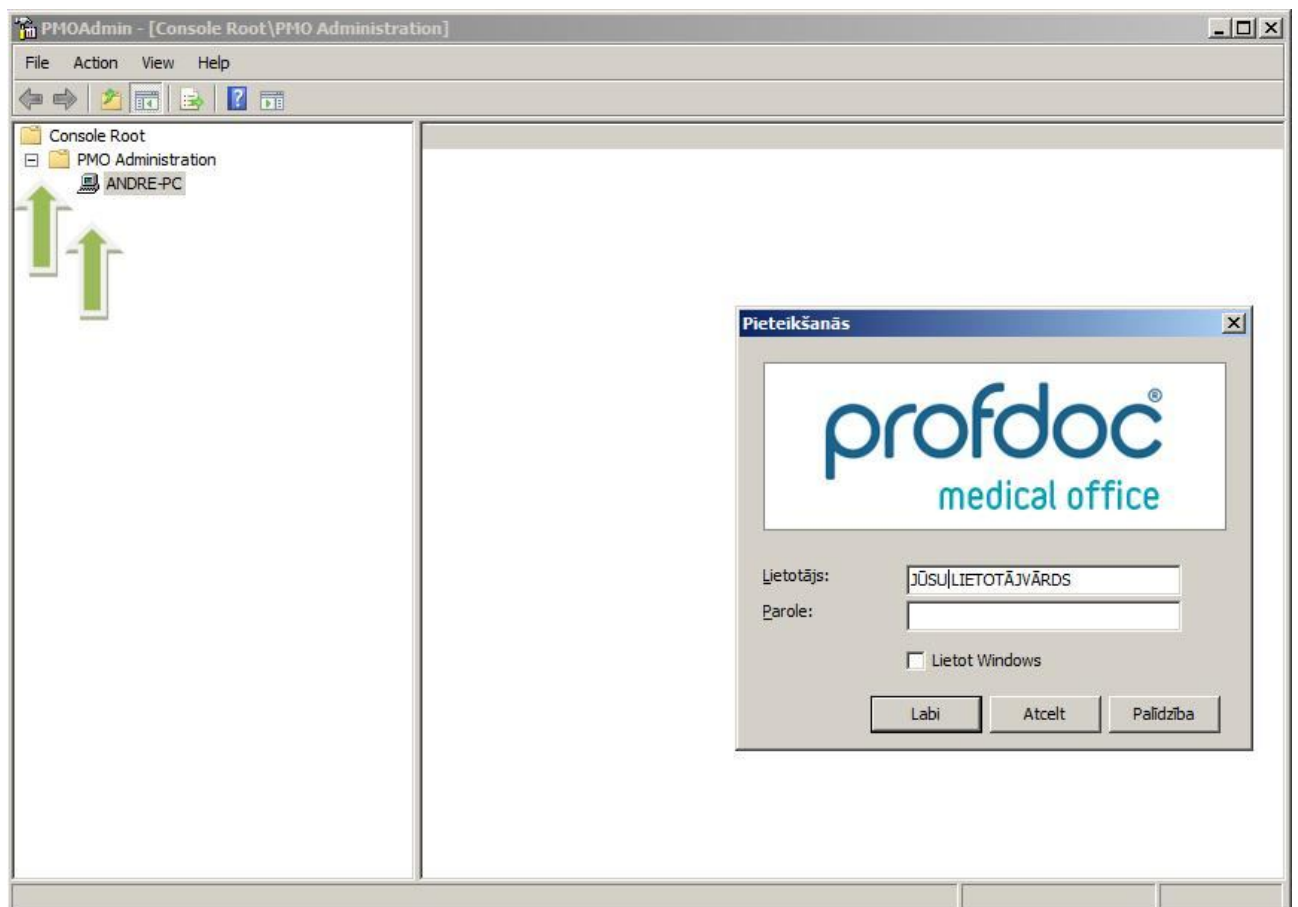 PMOAdmin - [Console Root\PMO Administration]
File Action View Help
Console Root
PMO Administration
ANDRE-PC
Pieteikšanās
profdoc®
medical office
Lietotājs:
JŪSU LIETOTĀJVĀRDS
Parole:
Lietot Windows
Labi Atcelt Palīdzība